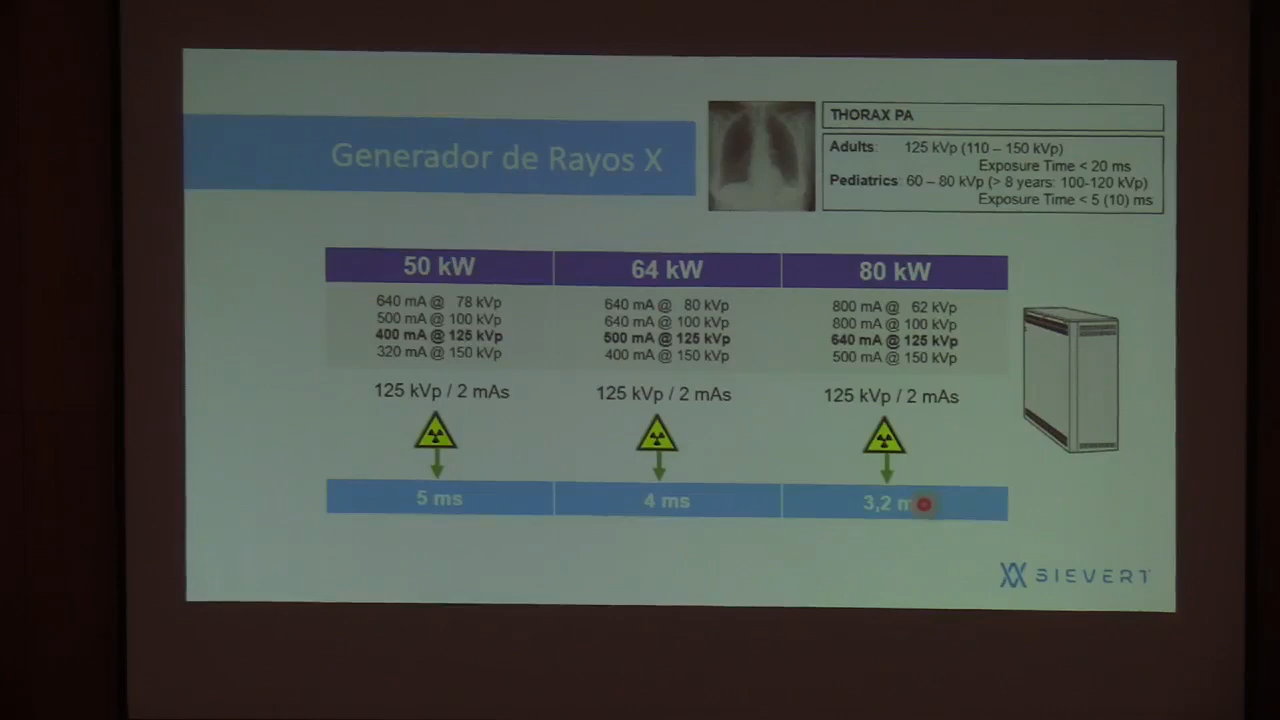 Generador de Rayos X
THORAX PA
Adults: 125 kVp (110 – 150 kVp)
Exposure Time < 20 ms
Pediatrics: 60 – 80 kVp (> 8 years: 100-120 kVp)
Exposure Time < 5 (10) ms
50 kW 64 kW 80 kW
640 mA @ 78 kVp 640 mA @ 80 kVp 800 mA @ 62 kVp
500 mA @ 100 kVp 640 mA @ 100 kVp 800 mA @ 100 kVp
400 mA @ 125 kVp 500 mA @ 125 kVp 640 mA @ 125 kVp
320 mA @ 150 kVp 400 mA @ 150 kVp 500 mA @ 150 kVp
125 kVp / 2 mAs 125 kVp / 2 mAs 125 kVp / 2 mAs
5 ms 4 ms 3,2
SIEVERT